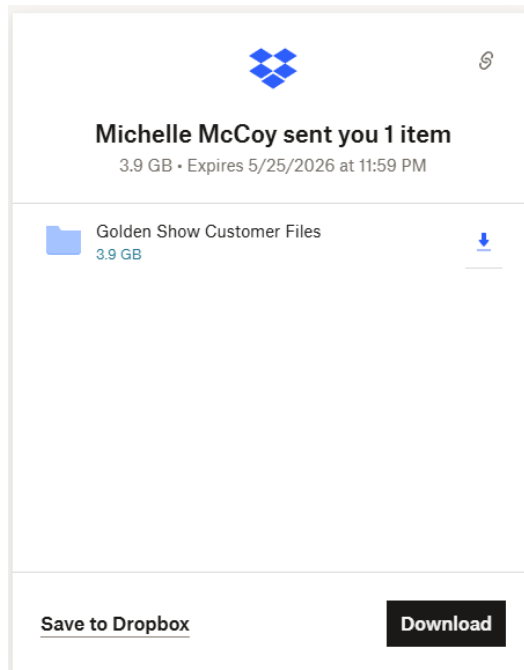 Michelle McCoy sent you 1 item
3.9 GB • Expires 5/25/2026 at 11:59 PM
Golden Show Customer Files
3.9 GB
Save to Dropbox
Download